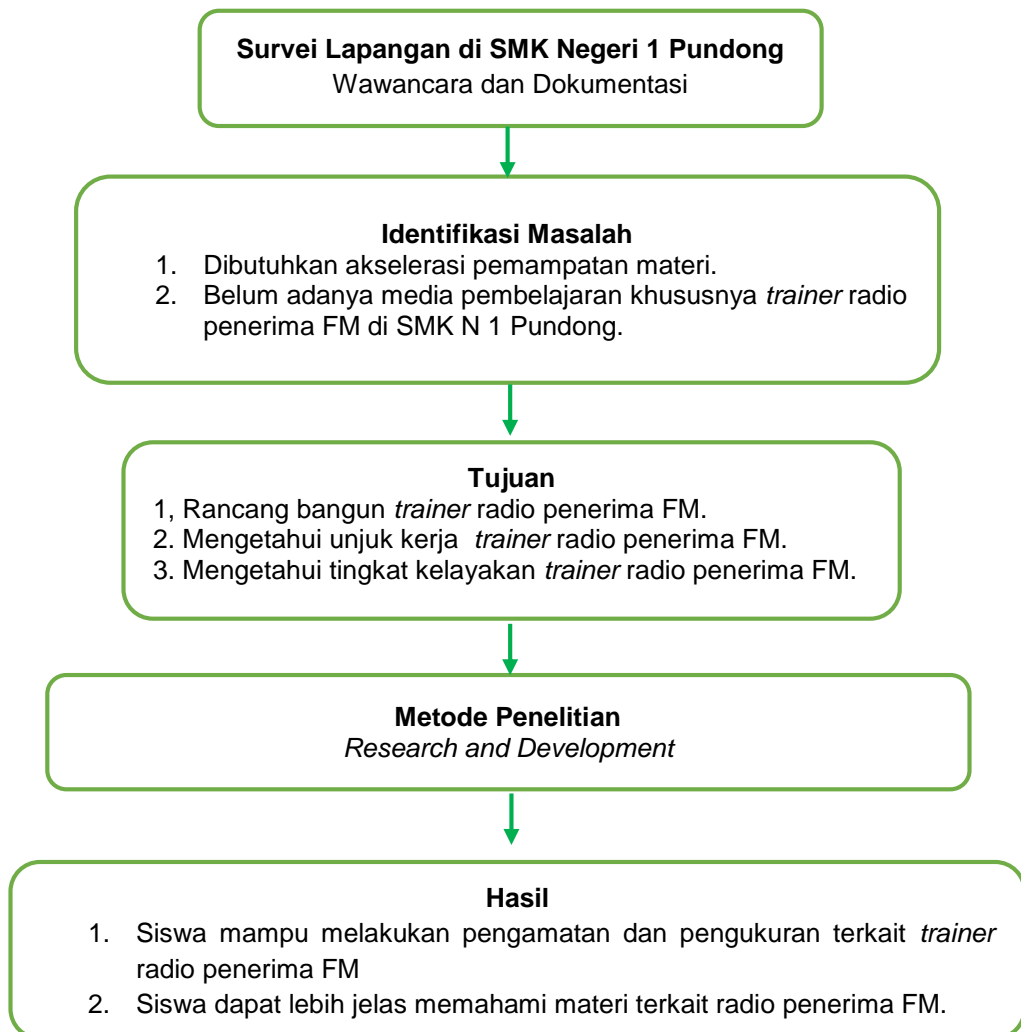 Survei Lapangan di SMK Negeri 1 Pundong
Wawancara dan Dokumentasi
Identifikasi Masalah
1. Dibutuhkan akselerasi pemampatan materi.
2. Belum adanya media pembelajaran khususnya trainer radio
penerima FM di SMK N 1 Pundong.
Tujuan
1, Rancang bangun trainer radio penerima FM.
2. Mengetahui unjuk kerja trainer radio penerima FM.
3. Mengetahui tingkat kelayakan trainer radio penerima FM.
Metode Penelitian
Research and Development
Hasil
1. Siswa mampu melakukan pengamatan dan pengukuran terkait trainer
radio penerima FM
2. Siswa dapat lebih jelas memahami materi terkait radio penerima FM.